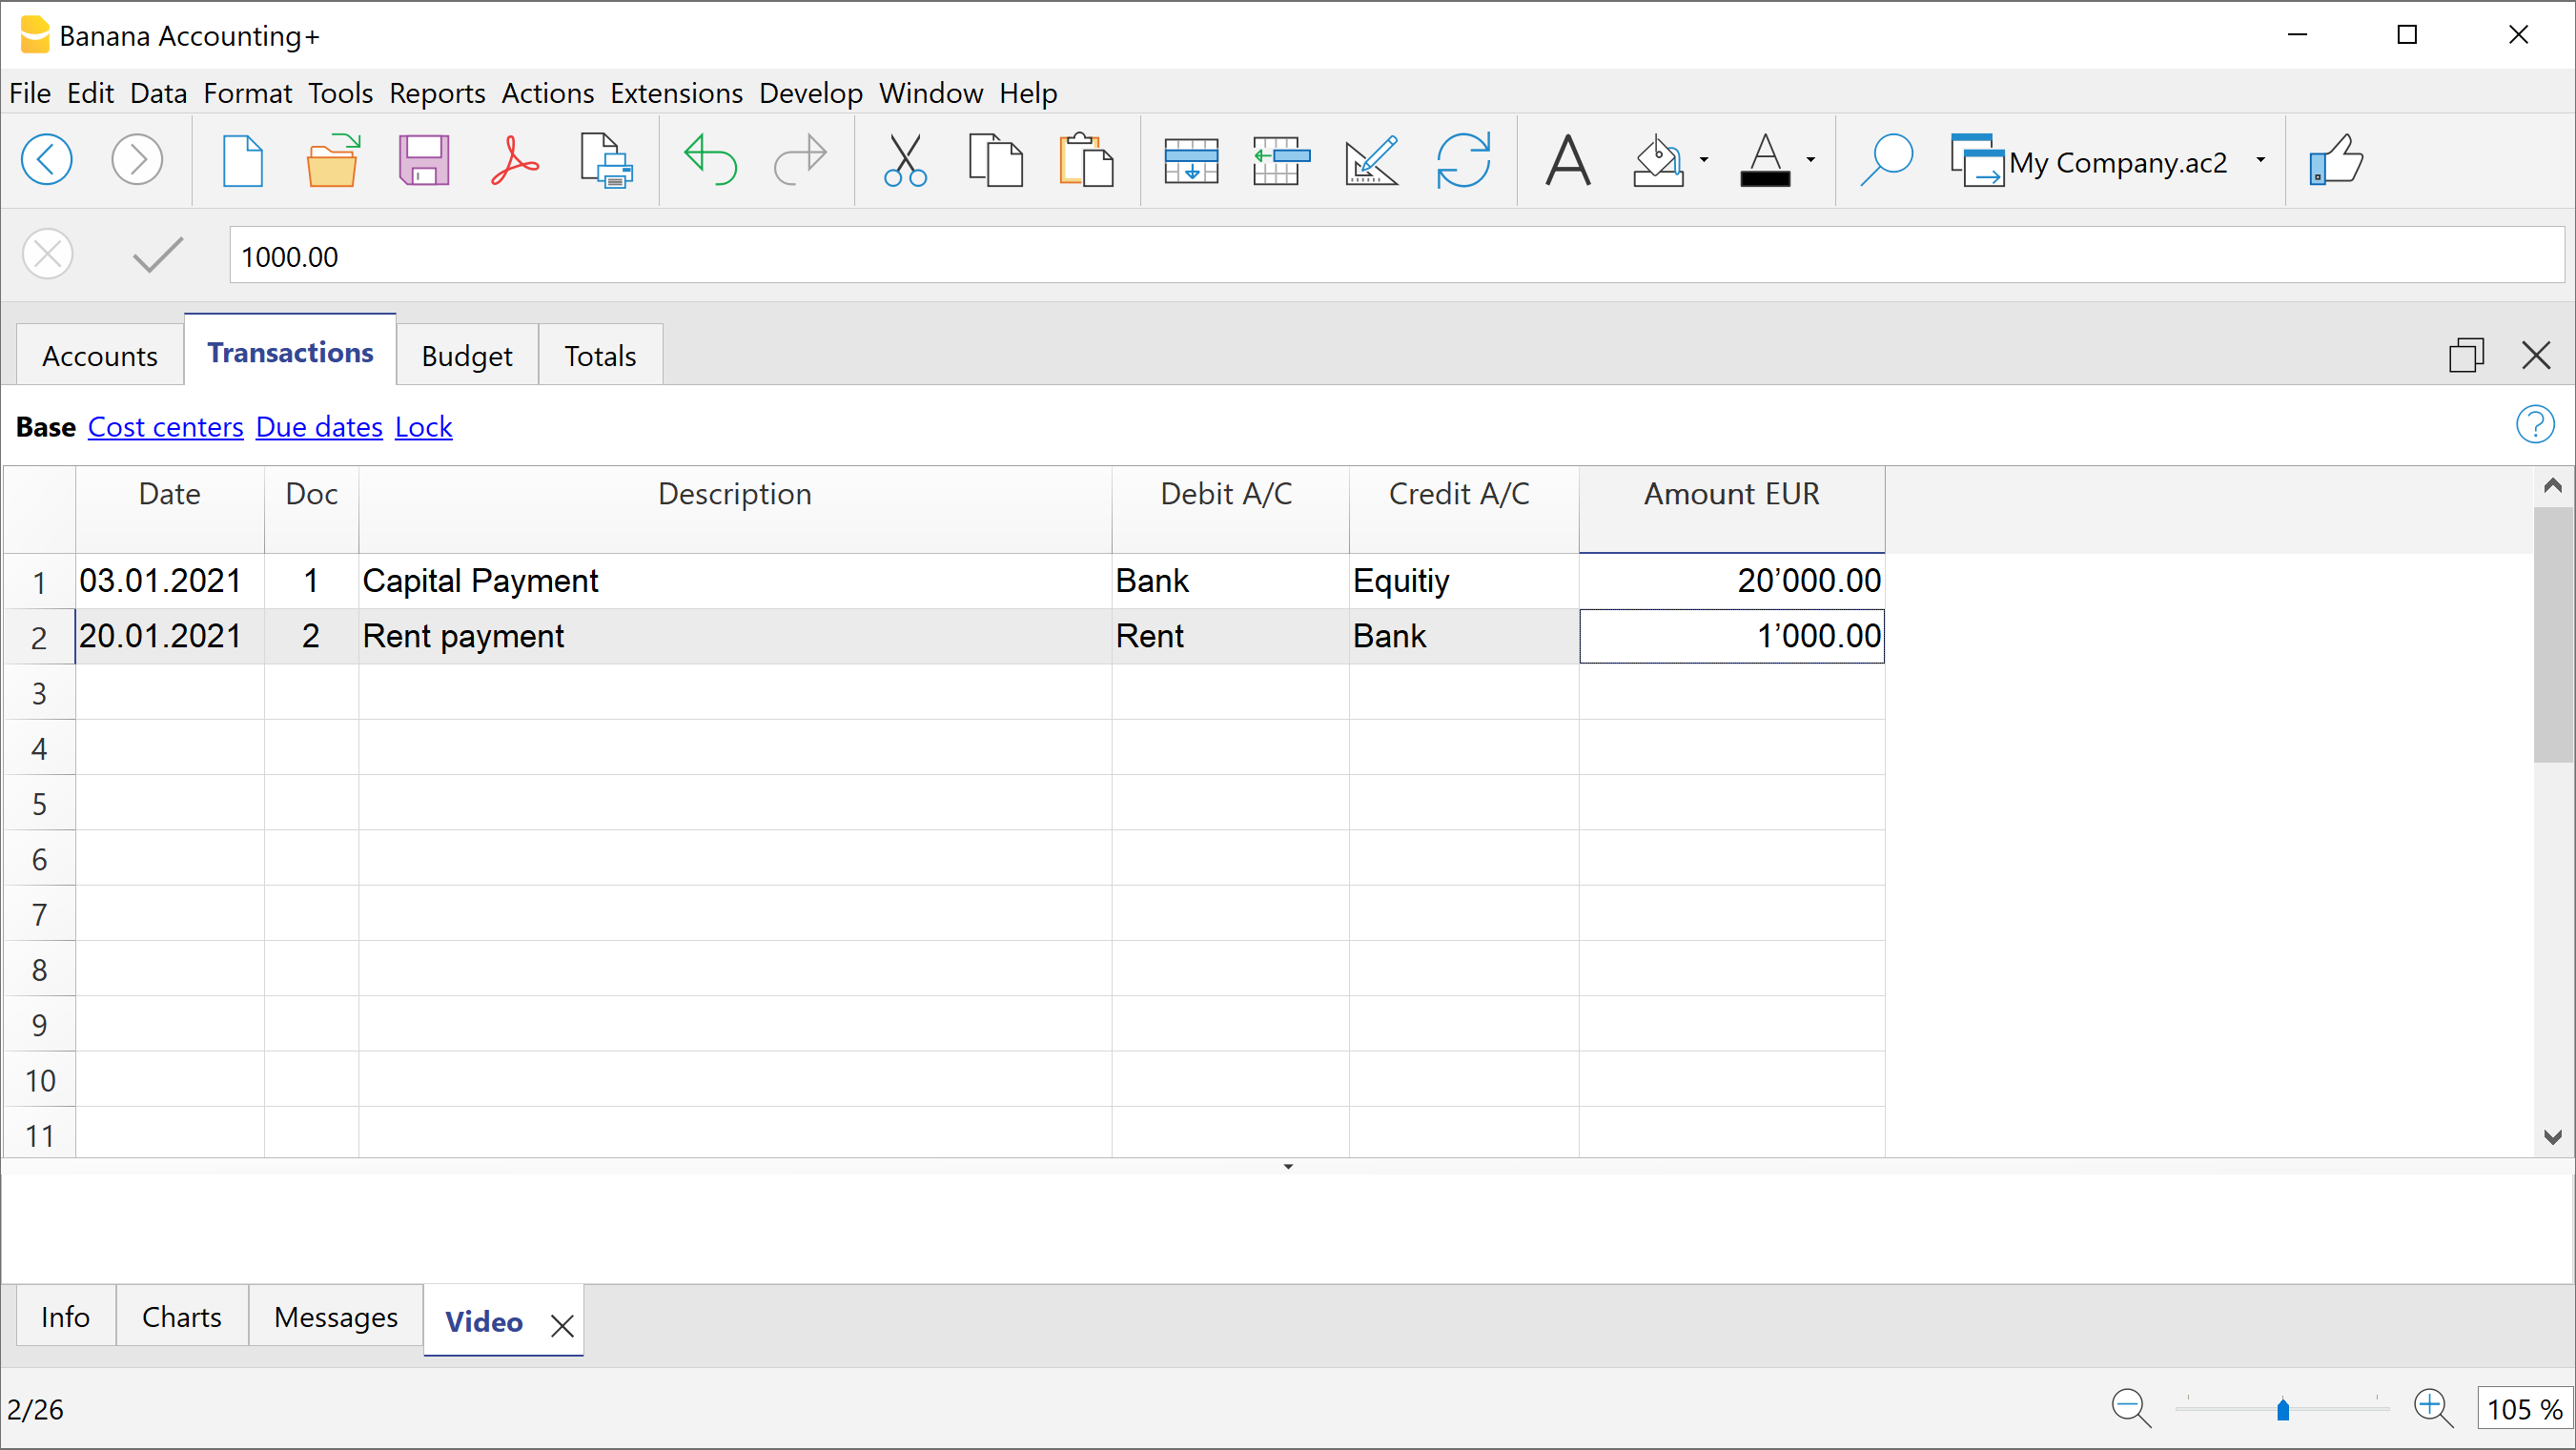 Banana Accounting+
File Edit Data Format Tools Reports Actions Extensions Develop Window Help
My Company.ac2
1000.00
Accounts Transactions Budget Totals
Base Cost centers Due dates Lock
Date Doc Description Debit A/C Credit A/C Amount EUR
1 03.01.2021 1 Capital Payment Bank Equitiy 20’000.00
2 20.01.2021 2 Rent payment Rent Bank 1’000.00
3
4
5
6
7
8
9
10
11
Info Charts Messages Video
2/26 105 %